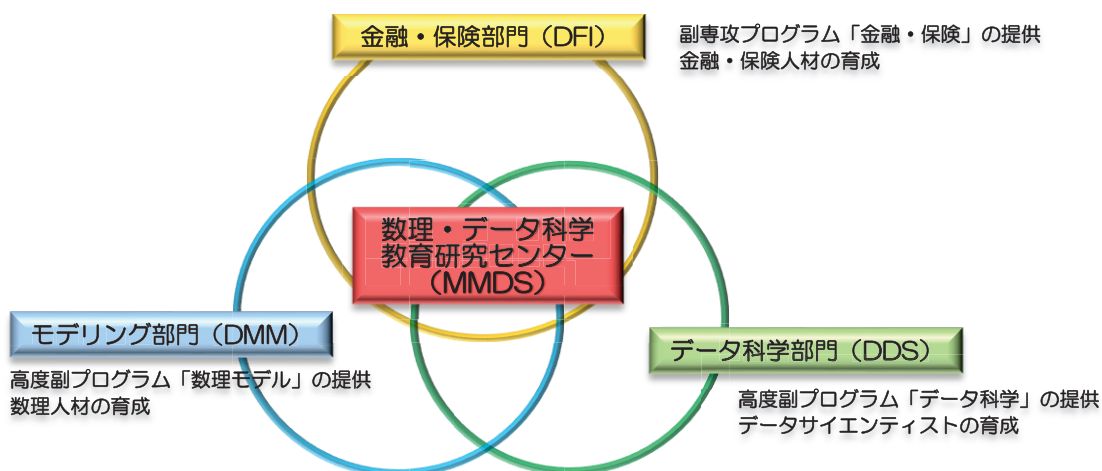 金融・保険部門（DFI）
副専攻プログラム「金融・保険」の提供
金融・保険人材の育成
数理・データ科学
教育研究センター
（MMDS）
モデリング部門（DMM）
高度副プログラム「数理モデル」の提供
数理人材の育成
データ科学部門（DDS）
高度副プログラム「データ科学」の提供
データサイエンティストの育成